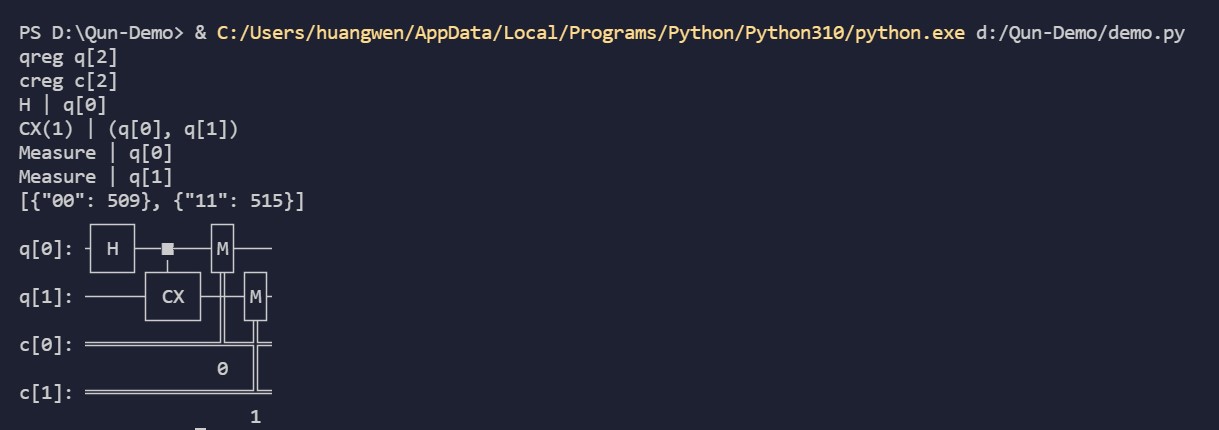 PS D:\Qun-Demo> & C:/Users/huangwen/AppData/Local/Programs/Python/Python310/python.exe d:/Qun-Demo/demo.py
qreg q[2]
creg c[2]
H | q[0]
CX(1) | (q[0], q[1])
Measure | q[0]
Measure | q[1]
[{"00": 509}, {"11": 515}]
q[0]: H M
q[1]: CX M
c[0]:
0
c[1]:
1